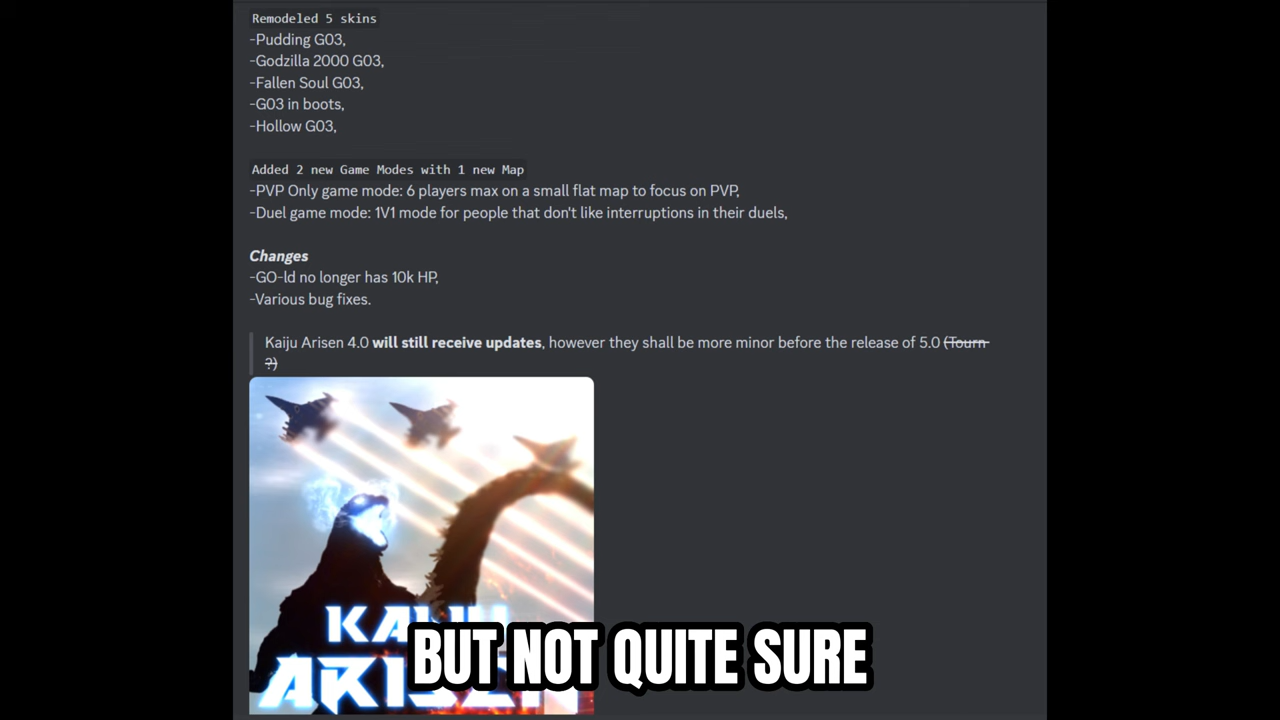 Remodeled 5 skins
-Pudding G03,
-Godzilla 2000 G03,
-Fallen Soul G03,
-G03 in boots,
-Hollow G03,
Added 2 new Game Modes with 1 new Map
-PVP Only game mode: 6 players max on a small flat map to focus on PVP,
-Duel game mode: 1V1 mode for people that don't like interruptions in their duels,
Changes
-GO-ld no longer has 10k HP,
-Various bug fixes.
Kaiju Arisen 4.0 will still receive updates, however they shall be more minor before the release of 5.0 (Tourn
?)
KAIJU
ARISEN
BUT NOT QUITE SURE